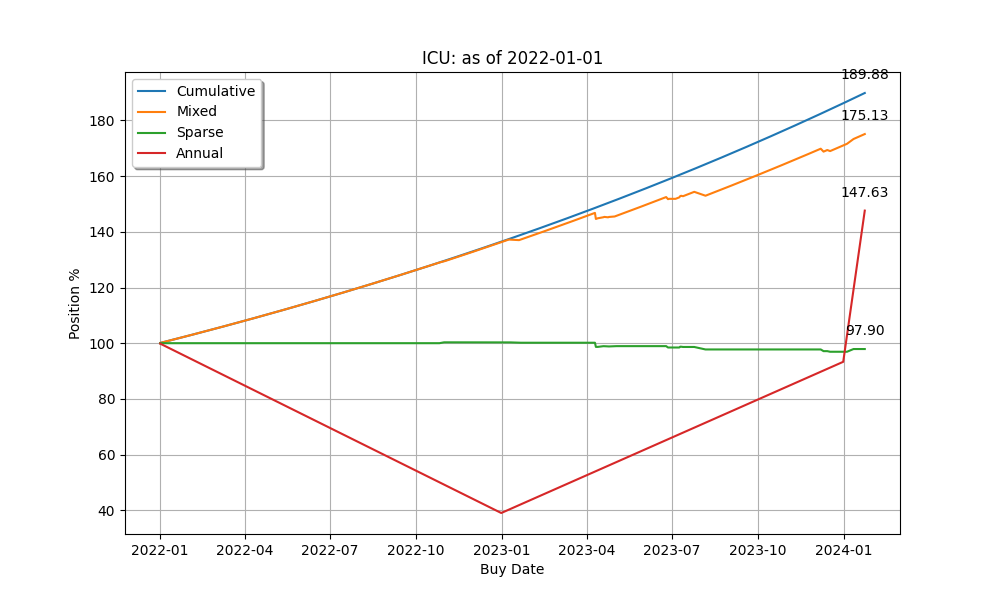 ICU: as of 2022-01-01
Cumulative
Mixed
Sparse
Annual
189.88
175.13
147.63
97.90
Position %
180
160
140
120
100
80
60
40
2022-01 2022-04 2022-07 2022-10 2023-01 2023-04 2023-07 2023-10 2024-01
Buy Date